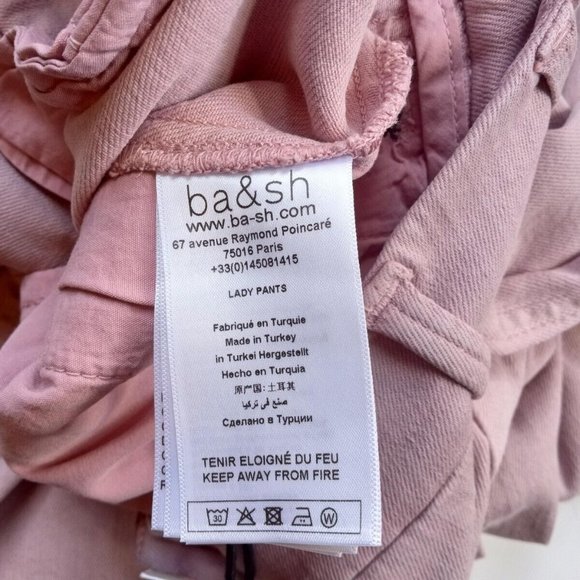 ba&sh
www.ba-sh.com
67 avenue Raymond Poincaré
75016 Paris
+33(0)145081415
LADY PANTS
Fabriqué en Turquie
Made in Turkey
in Turkei Hergestellt
Hecho en Turquia
原产国: 土耳其
صنع في تركيا
Сделано в Турции
TENIR ELOIGNÉ DU FEU
KEEP AWAY FROM FIRE
30
W